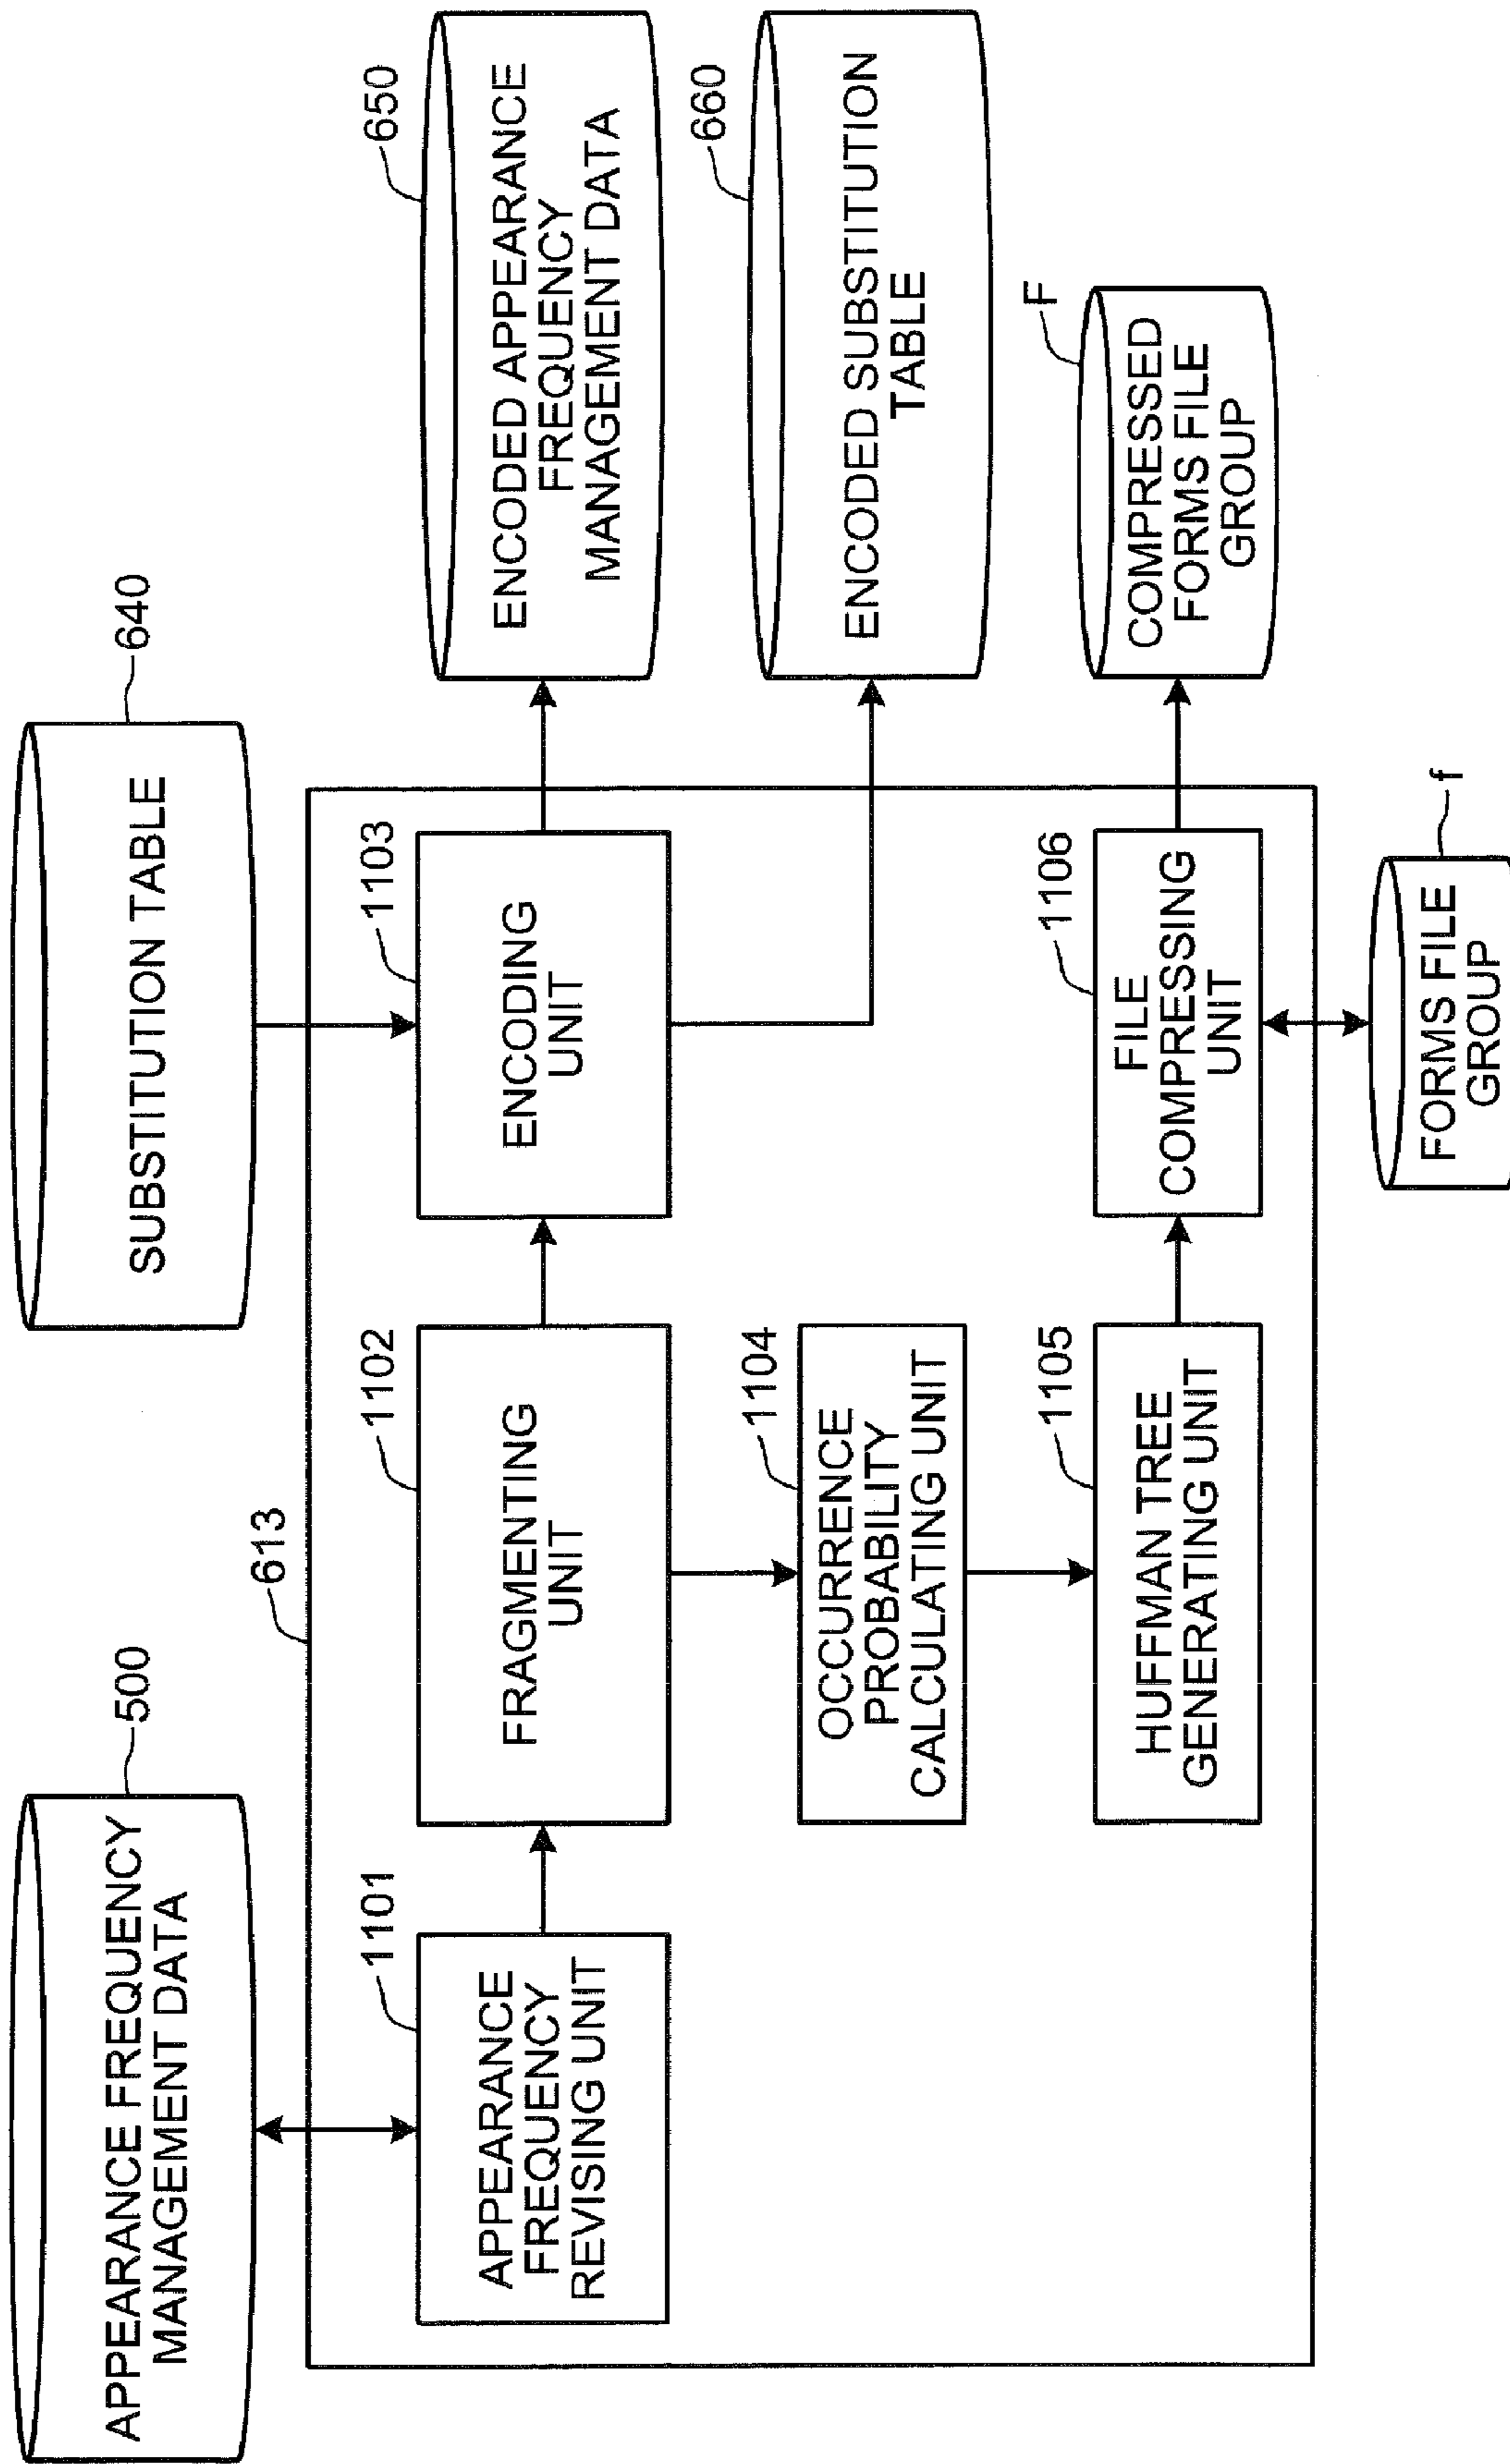 APPEARANCE FREQUENCY
MANAGEMENT DATA
500
SUBSTITUTION TABLE
640
613
1101
APPEARANCE
FREQUENCY
REVISING UNIT
1102
FRAGMENTING
UNIT
1103
ENCODING
UNIT
650
ENCODED APPEARANCE
FREQUENCY
MANAGEMENT DATA
1104
OCCURRENCE
PROBABILITY
CALCULATING UNIT
660
ENCODED SUBSTITUTION
TABLE
1105
HUFFMAN TREE
GENERATING UNIT
1106
FILE
COMPRESSING
UNIT
F
COMPRESSED
FORMS FILE
GROUP
f
FORMS FILE
GROUP